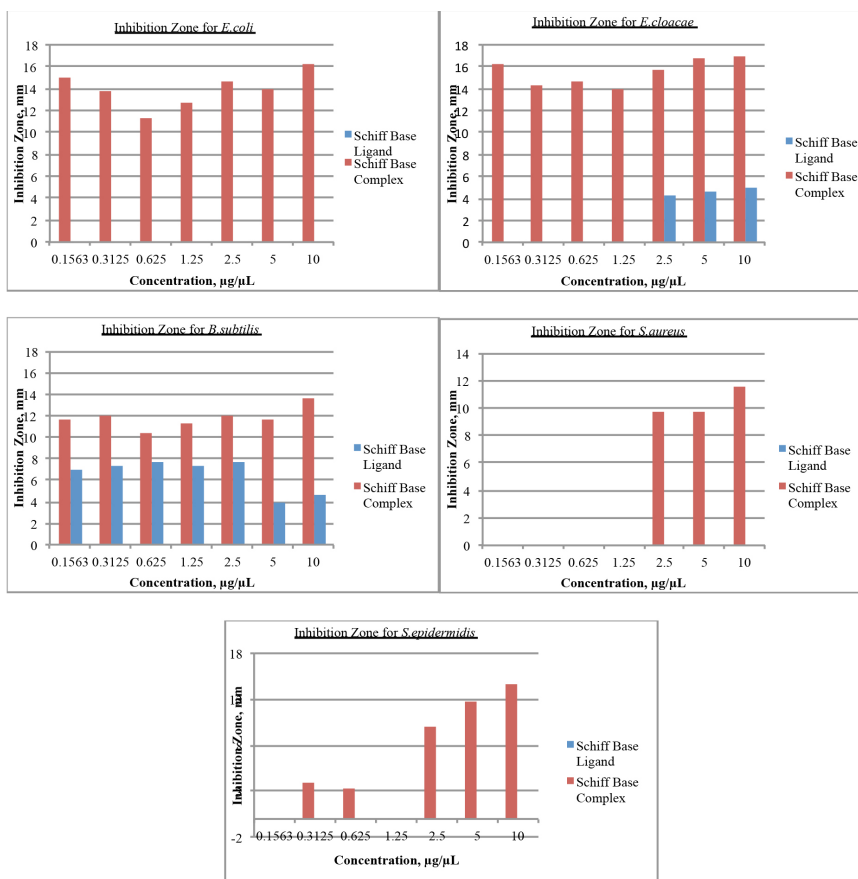 Inhibition Zone for E.coli
18
16
14
12
10
8
6
4
2
0
Inhibition Zone, mm
0.1563 0.3125 0.625 1.25 2.5 5 10
Concentration, µg/µL
Schiff Base
Ligand
Schiff Base
Complex
Inhibition Zone for E.cloacae
18
16
14
12
10
8
6
4
2
0
Inhibition Zone, mm
0.1563 0.3125 0.625 1.25 2.5 5 10
Concentration, µg/µL
Schiff Base
Ligand
Schiff Base
Complex
Inhibition Zone for B.subtilis
18
16
14
12
10
8
6
4
2
0
Inhibition Zone, mm
0.1563 0.3125 0.625 1.25 2.5 5 10
Concentration, µg/µL
Schiff Base
Ligand
Schiff Base
Complex
Inhibition Zone for S.aureus
14
12
10
8
6
4
2
0
Inhibition Zone, mm
0.1563 0.3125 0.625 1.25 2.5 5 10
Concentration, µg/µL
Schiff Base
Ligand
Schiff Base
Complex
Inhibition Zone for S.epidermidis
18
-2
Inhibition Zone, mm
0.1563 0.3125 0.625 1.25 2.5 5 10
Concentration, µg/µL
Schiff Base
Ligand
Schiff Base
Complex